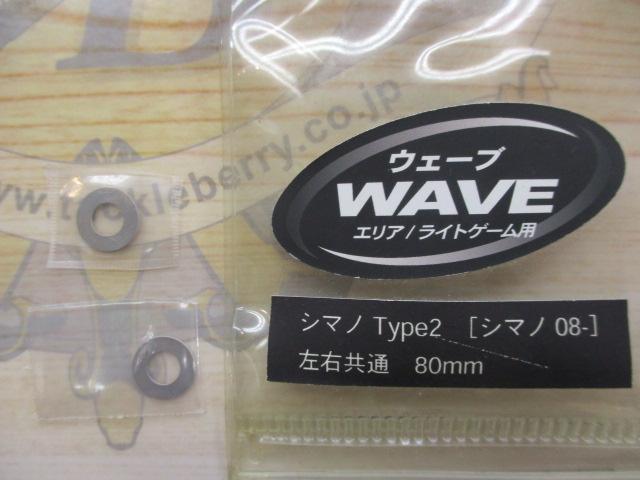 www.tackleberry.co.jp
ウェーブ
WAVE
エリア/ライトゲーム用
シマノ Type2 [シマノ 08-]
左右共通 80mm